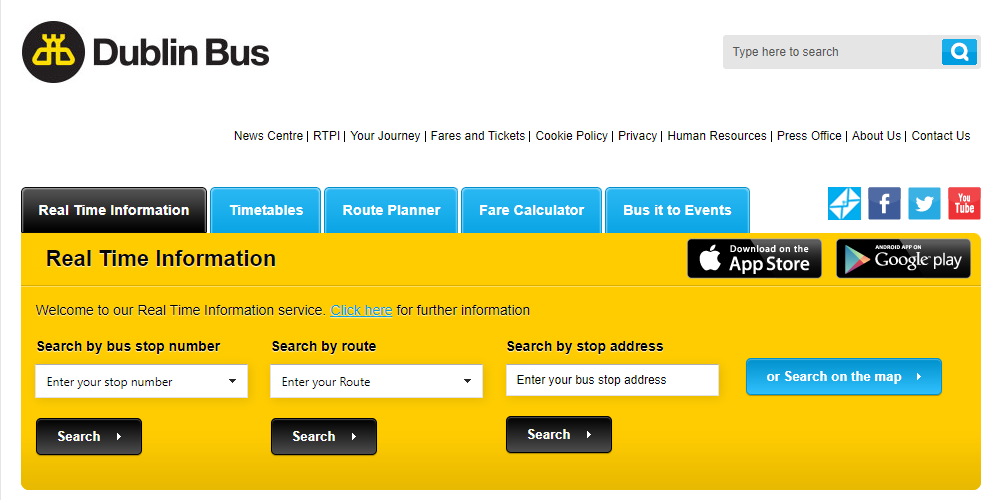 Dublin Bus
Type here to search
News Centre | RTPI | Your Journey | Fares and Tickets | Cookie Policy | Privacy | Human Resources | Press Office | About Us | Contact Us
Real Time Information
Timetables
Route Planner
Fare Calculator
Bus it to Events
You
Tube
Real Time Information
Download on the
App Store
ANDROID APP ON
Google play
Welcome to our Real Time Information service. Click here for further information
Search by bus stop number
Search by route
Search by stop address
Enter your stop number
Enter your Route
Enter your bus stop address
or Search on the map
Search
Search
Search